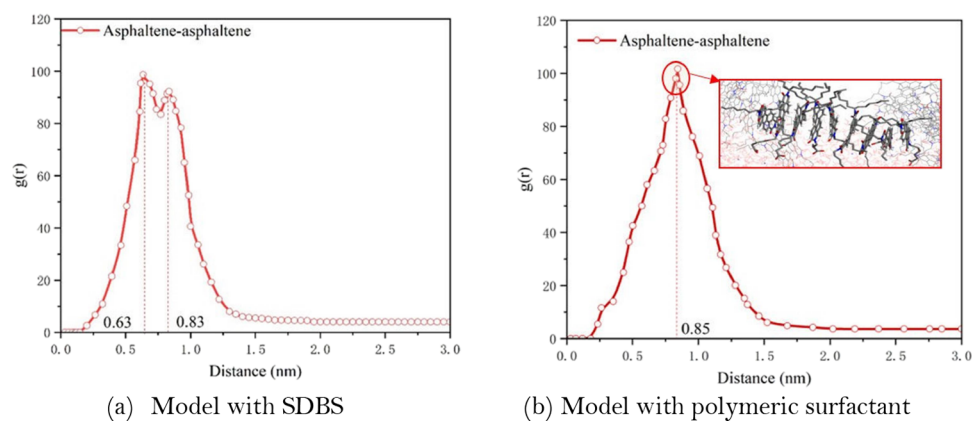 Asphaltene-asphaltene
g(r)
120
100
80
60
40
20
0
0.63
0.83
0.0 0.5 1.0 1.5 2.0 2.5 3.0
Distance (nm)
(a) Model with SDBS
Asphaltene-asphaltene
g(r)
120
100
80
60
40
20
0
0.85
0.0 0.5 1.0 1.5 2.0 2.5 3.0
Distance (nm)
(b) Model with polymeric surfactant